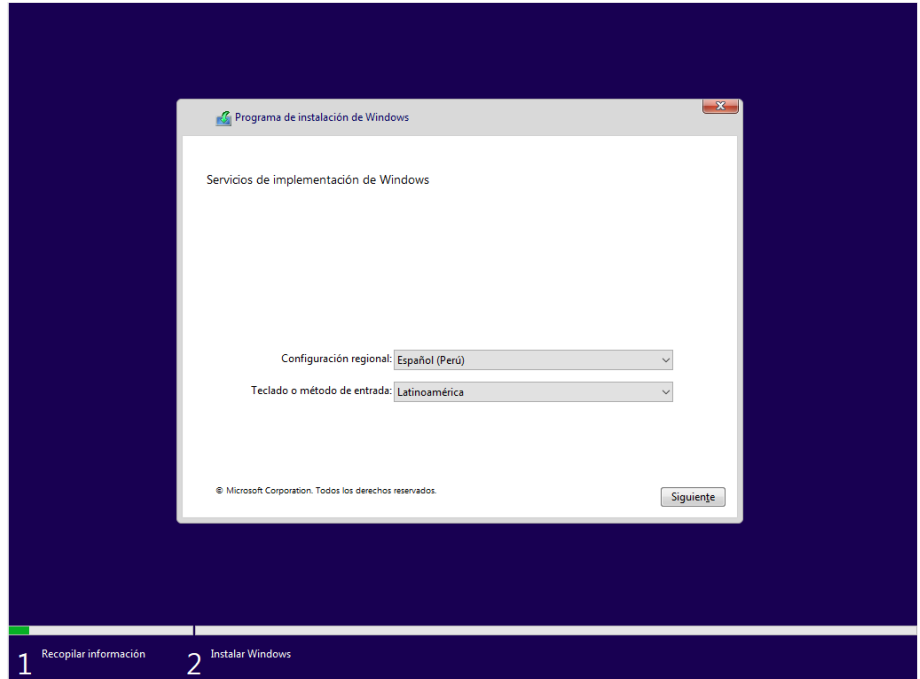 Programa de instalación de Windows
Servicios de implementación de Windows
Configuración regional: Español (Perú)
Teclado o método de entrada: Latinoamérica
© Microsoft Corporation. Todos los derechos reservados.
Siguiente
1 Recopilar información 2 Instalar Windows